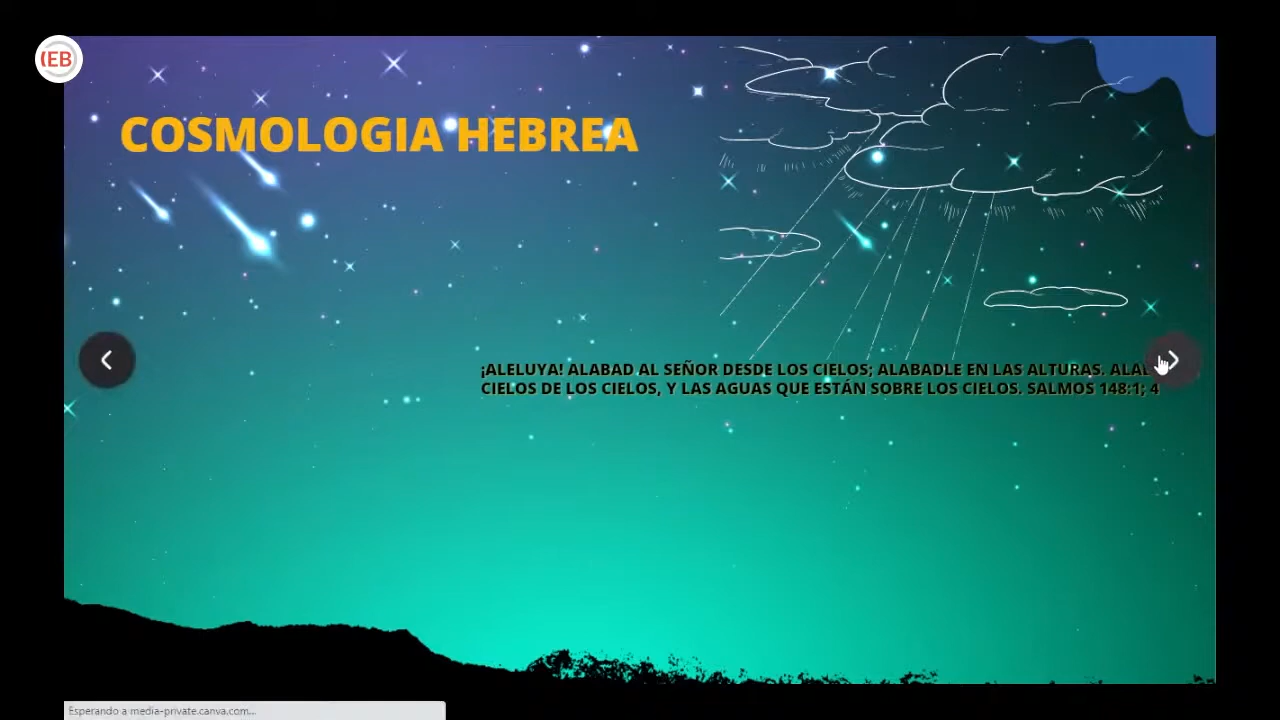 (EB
COSMOLOGIA HEBREA
¡ALELUYA! ALABAD AL SEÑOR DESDE LOS CIELOS; ALABADLE EN LAS ALTURAS.
CIELOS DE LOS CIELOS, Y LAS AGUAS QUE ESTÁN SOBRE LOS CIELOS. SALMOS 148:1; 4
Esperando a media-private.canva.com...